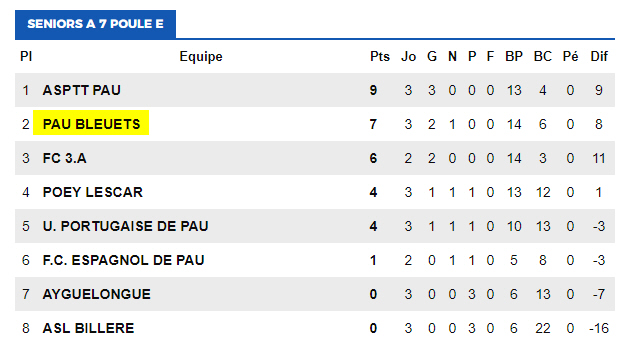 SENIORS A 7 POULE E
Pl Equipe Pts Jo G N P F BP BC Pé Dif
1 ASPTT PAU 9 3 3 0 0 0 13 4 0 9
2 PAU BLEUETS 7 3 2 1 0 0 14 6 0 8
3 FC 3.A 6 2 2 0 0 0 14 3 0 11
4 POEY LESCAR 4 3 1 1 1 0 13 12 0 1
5 U. PORTUGAISE DE PAU 4 3 1 1 1 0 10 13 0 -3
6 F.C. ESPAGNOL DE PAU 1 2 0 1 1 0 5 8 0 -3
7 AYGUELONGUE 0 3 0 0 3 0 6 13 0 -7
8 ASL BILLERE 0 3 0 0 3 0 6 22 0 -16